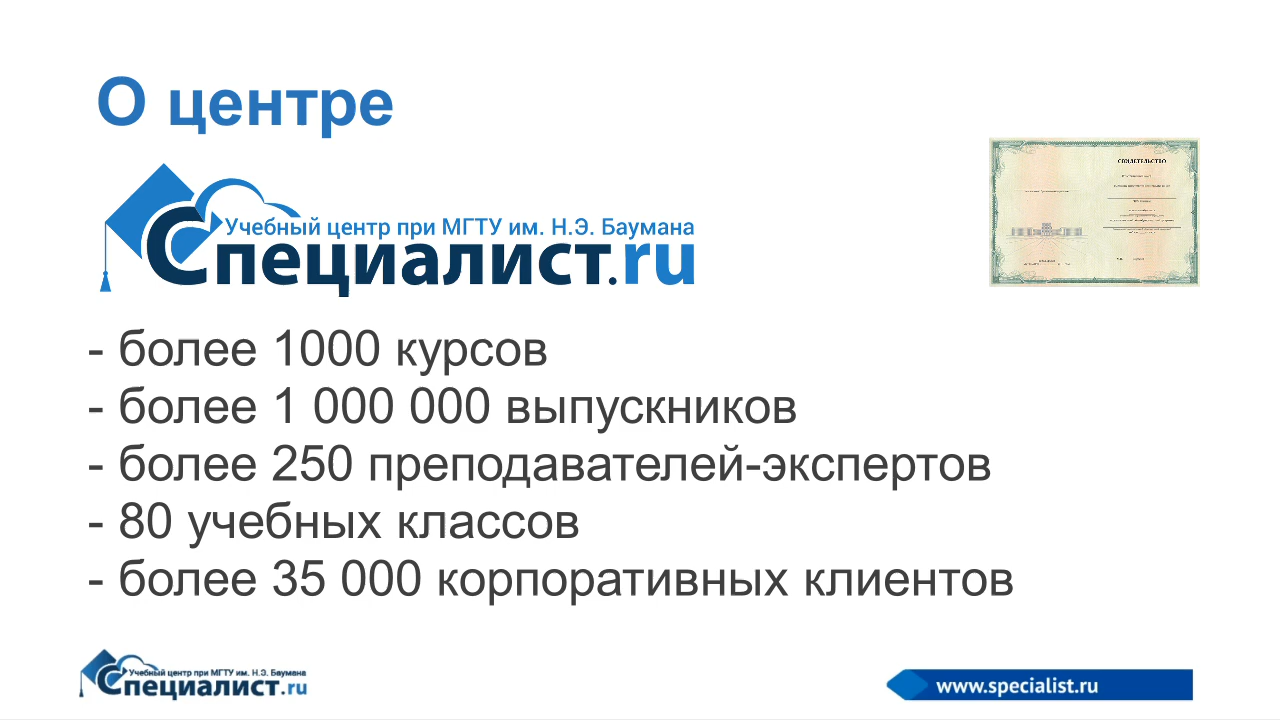 О центре
Учебный центр при МГТУ им. Н.Э. Баумана
Специалист.ru
СВИДЕТЕЛЬСТВО
- более 1000 курсов
- более 1 000 000 выпускников
- более 250 преподавателей-экспертов
- 80 учебных классов
- более 35 000 корпоративных клиентов
Учебный центр при МГТУ им. Н.Э. Баумана
Специалист.ru
www.specialist.ru